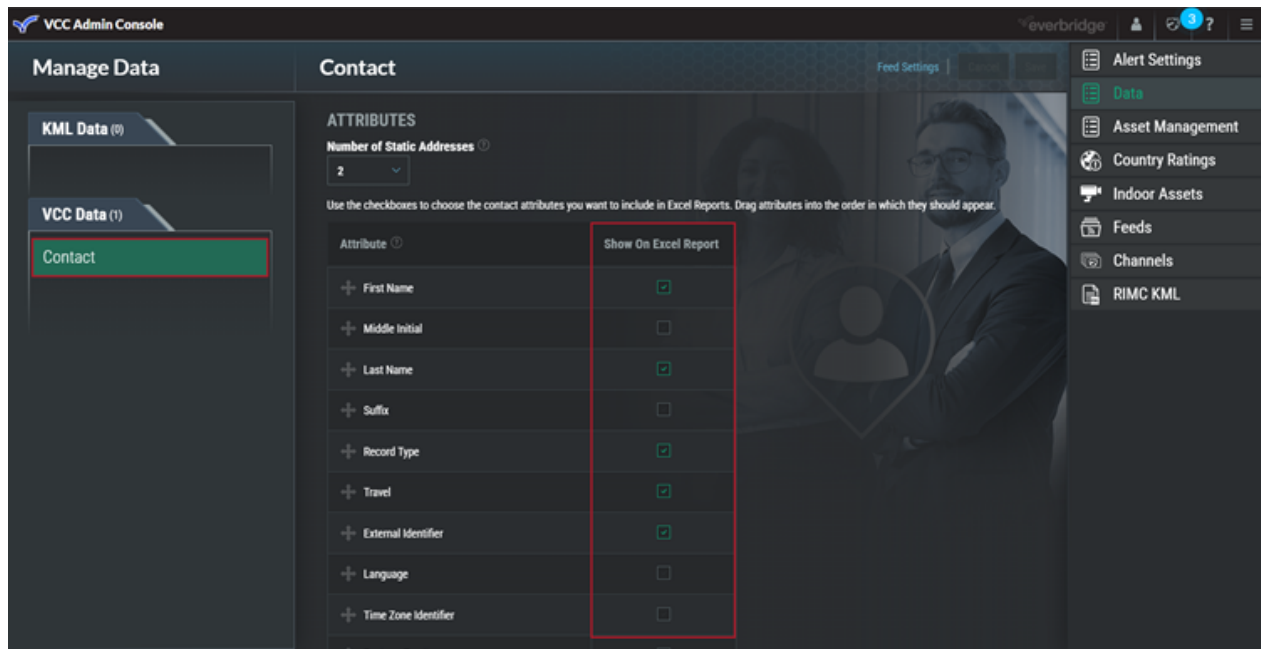 VCC Admin Console
everbridge
3
?
Manage Data
Contact
Feed Settings
Cancel
Save
KML Data (0)
VCC Data (1)
Contact
ATTRIBUTES
Number of Static Addresses ?
2
Use the checkboxes to choose the contact attributes you want to include in Excel Reports. Drag attributes into the order in which they should appear.
Attribute ?
Show On Excel Report
First Name
Middle Initial
Last Name
Suffix
Record Type
Travel
External Identifier
Language
Time Zone Identifier
Alert Settings
Data
Asset Management
Country Ratings
Indoor Assets
Feeds
Channels
RIMC KML